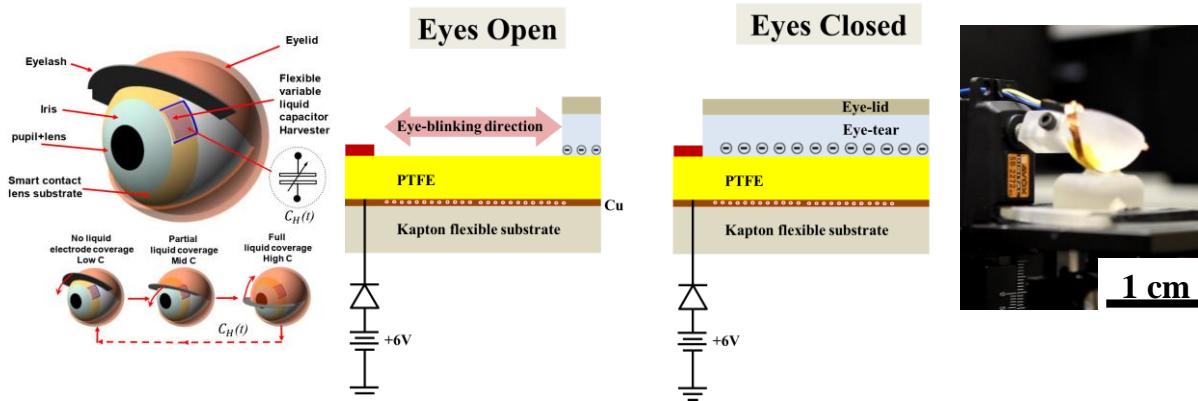 Eyelash
Eyelid
Iris
pupil+lens
Flexible
variable
liquid
capacitor
Harvester
Smart contact
lens substrate
C_H(t)
No liquid
electrode coverage
Low C
Partial
liquid coverage
Mid C
Full
liquid coverage
High C
C_H(t)
Eyes Open
Eye-blinking direction
PTFE
Cu
Kapton flexible substrate
+6V
Eyes Closed
Eye-lid
Eye-tear
PTFE
Kapton flexible substrate
+6V
1 cm